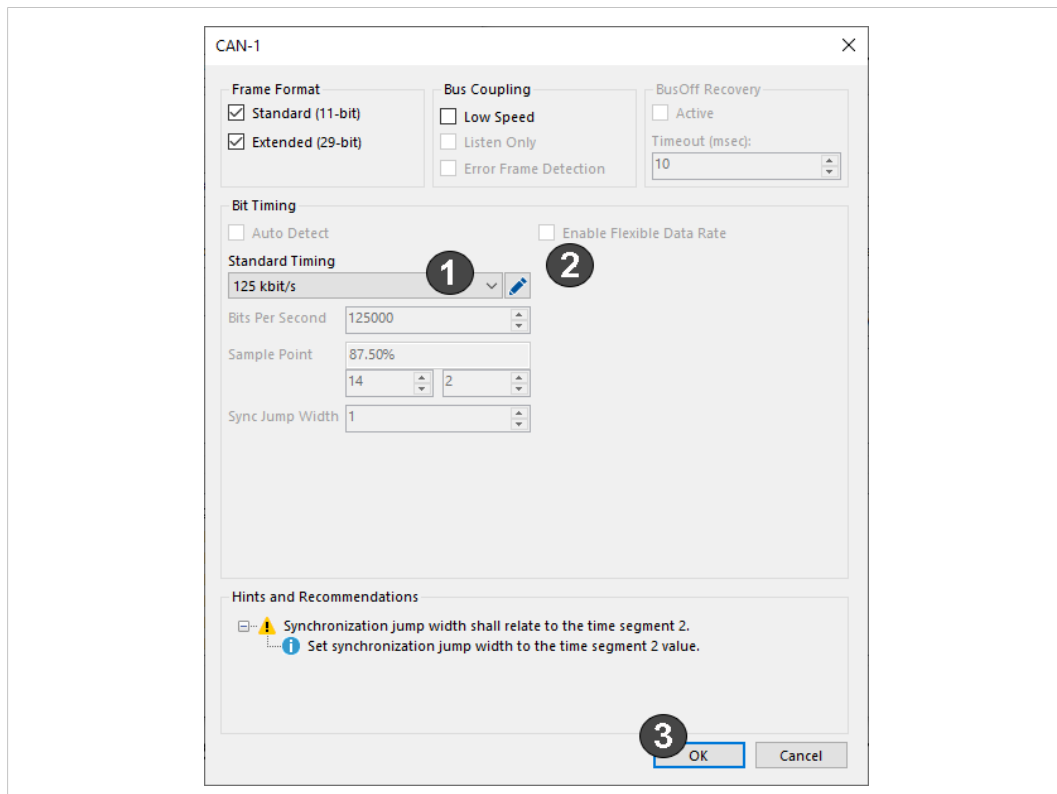 CAN-1
Frame Format
Standard (11-bit)
Extended (29-bit)
Bus Coupling
Low Speed
Listen Only
Error Frame Detection
BusOff Recovery
Active
Timeout (msec):
10
Bit Timing
Auto Detect
Enable Flexible Data Rate
Standard Timing
1
2
125 kbit/s
Bits Per Second 125000
Sample Point 87.50%
14 2
Sync Jump Width 1
Hints and Recommendations
Synchronization jump width shall relate to the time segment 2.
Set synchronization jump width to the time segment 2 value.
3
OK Cancel